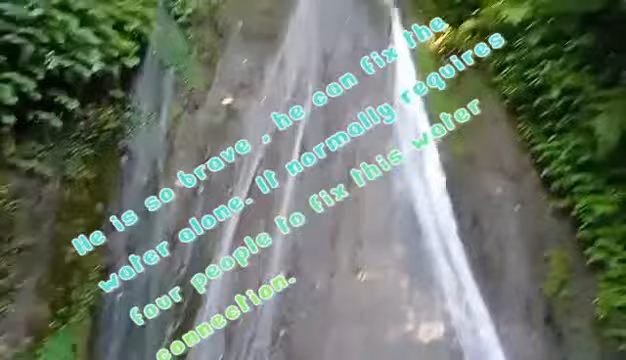 He is so brave , he can fix the
water alone. It normally requires
four people to fix this water
connection.